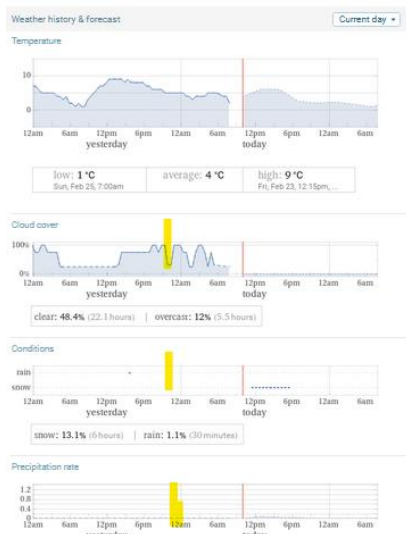 Weather history & forecast
Current day
Temperature
10
0
12am 6am 12pm 6pm 12am 6am 12pm 6pm 12am 6am
yesterday today
low: 1 °C average: 4 °C high: 9 °C
Sun, Feb 25, 7:00am Fri, Feb 23, 12:15pm, ...
Cloud cover
100%
0%
12am 6am 12pm 6pm 12am 6am 12pm 6pm 12am 6am
yesterday today
clear: 48.4% (22.1 hours) | overcast: 12% (5.5 hours)
Conditions
rain
snow
12am 6am 12pm 6pm 12am 6am 12pm 6pm 12am 6am
yesterday today
snow: 13.1% (6 hours) | rain: 1.1% (30 minutes)
Precipitation rate
1.2
0.8
0.4
0
12am 6am 12pm 6pm 12am 6am 12pm 6pm 12am 6am